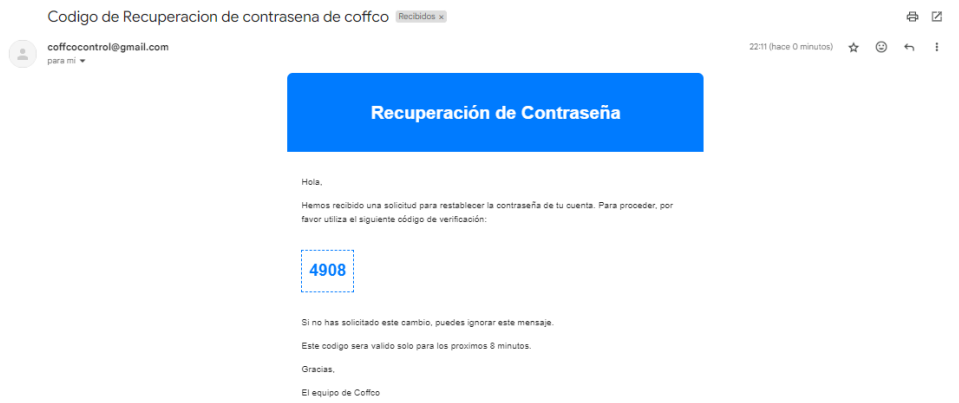 Codigo de Recuperacion de contrasena de coffco Recibidos x
coffcocontrol@gmail.com 22:11 (hace 0 minutos)
para mi
Recuperación de Contraseña
Hola,
Hemos recibido una solicitud para restablecer la contraseña de tu cuenta. Para proceder, por
favor utiliza el siguiente código de verificación:
4908
Si no has solicitado este cambio, puedes ignorar este mensaje.
Este codigo sera valido solo para los proximos 8 minutos.
Gracias,
El equipo de Coffco